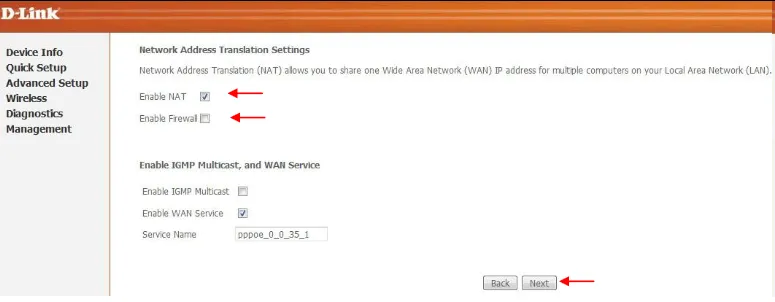 D-Link
Device Info
Quick Setup
Advanced Setup
Wireless
Diagnostics
Management
Network Address Translation Settings
Network Address Translation (NAT) allows you to share one Wide Area Network (WAN) IP address for multiple computers on your Local Area Network (LAN).
Enable NAT
Enable Firewall
Enable IGMP Multicast, and WAN Service
Enable IGMP Multicast
Enable WAN Service
Service Name pppoe_0_0_35_1
Back Next